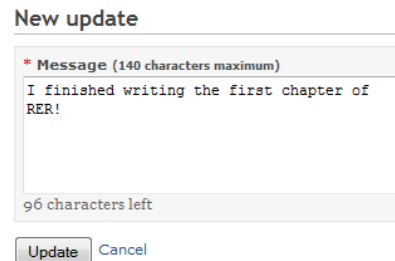 New update
* Message (140 characters maximum)
I finished writing the first chapter of
RER!
96 characters left
Update Cancel